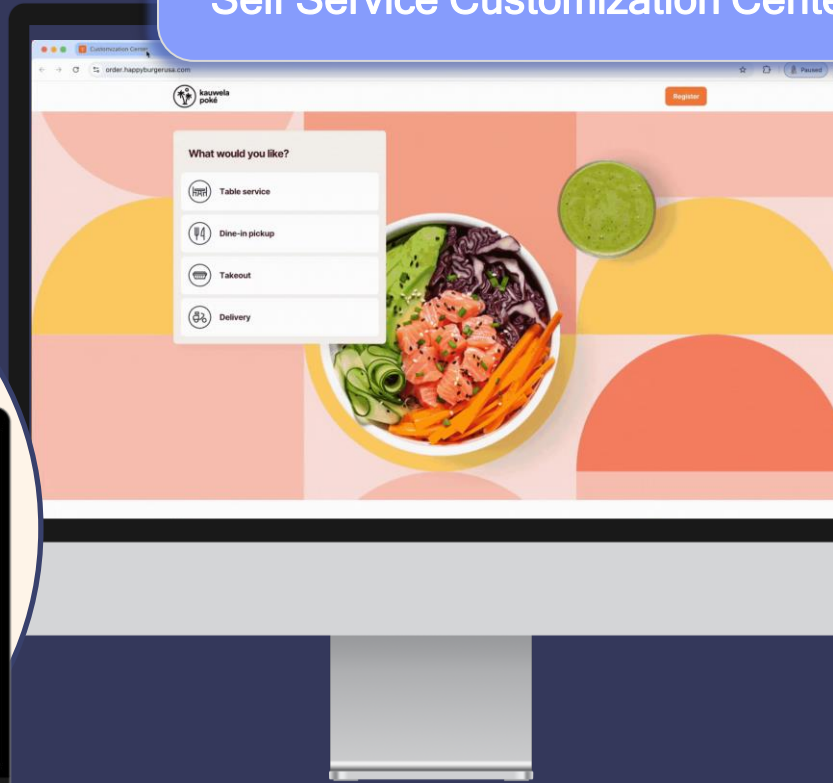 Self Service Customization Cente
Customization Center
order.happyburgerusa.com
Paused
kauwela
poké
Register
What would you like?
Table service
Dine-in pickup
Takeout
Delivery